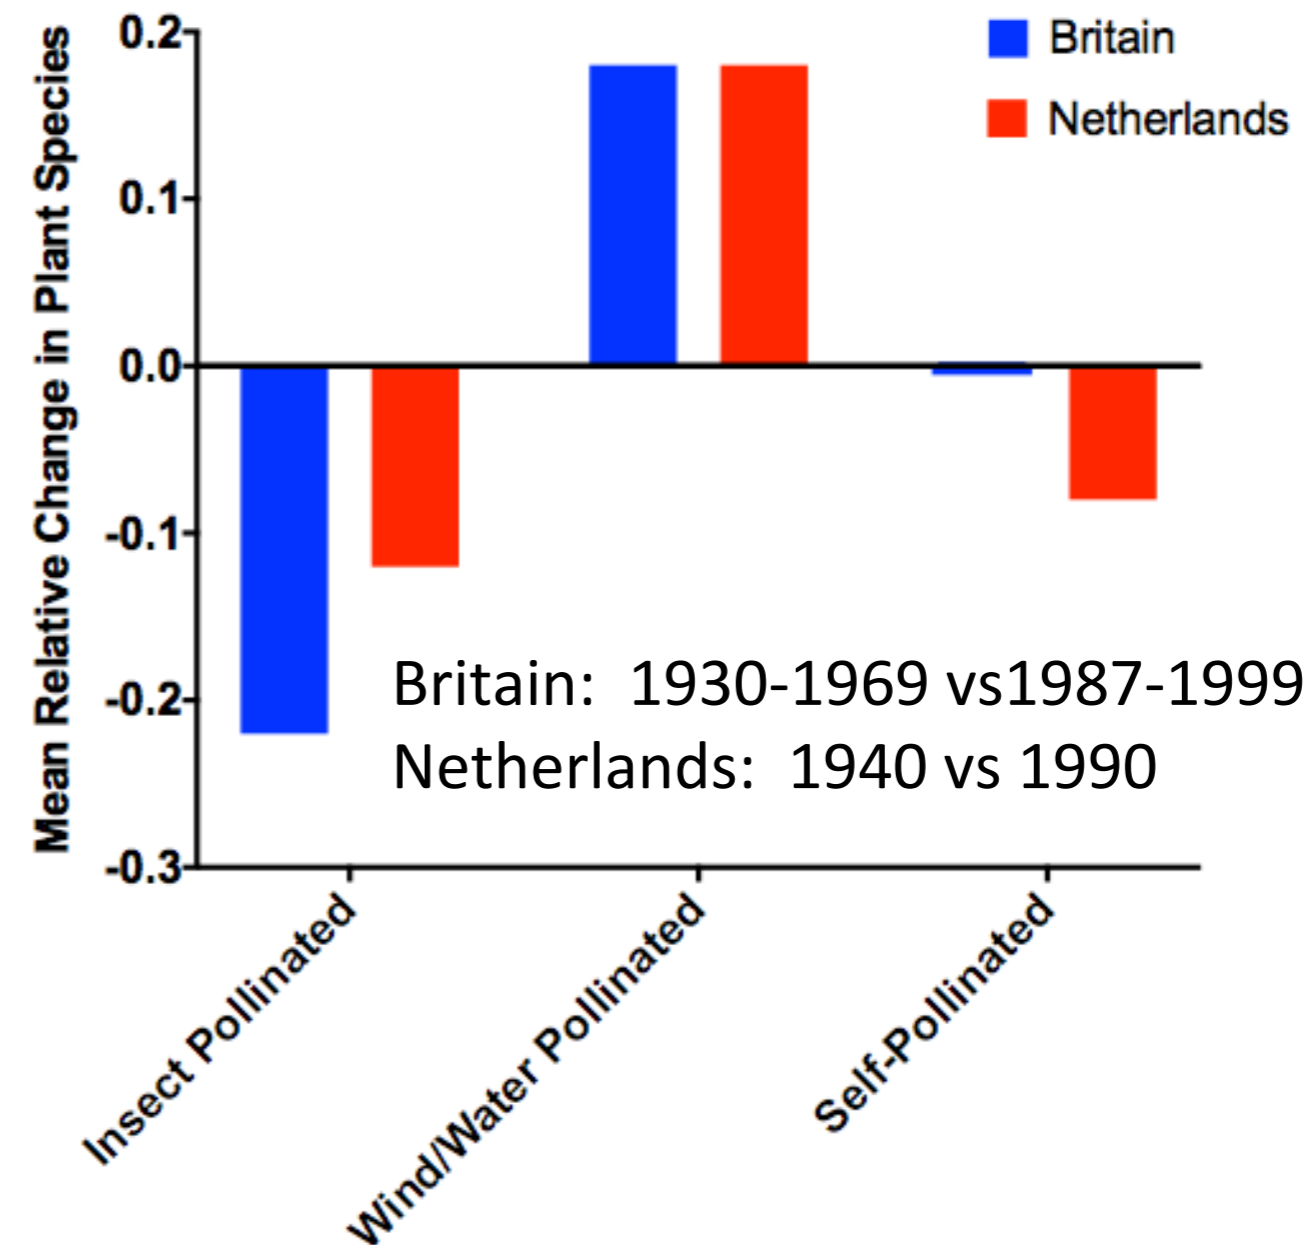 Mean Relative Change in Plant Species
0.2
0.1
0.0
-0.1
-0.2
-0.3
Britain
Netherlands
Britain: 1930-1969 vs1987-1999
Netherlands: 1940 vs 1990
Insect Pollinated
Wind/Water Pollinated
Self-Pollinated